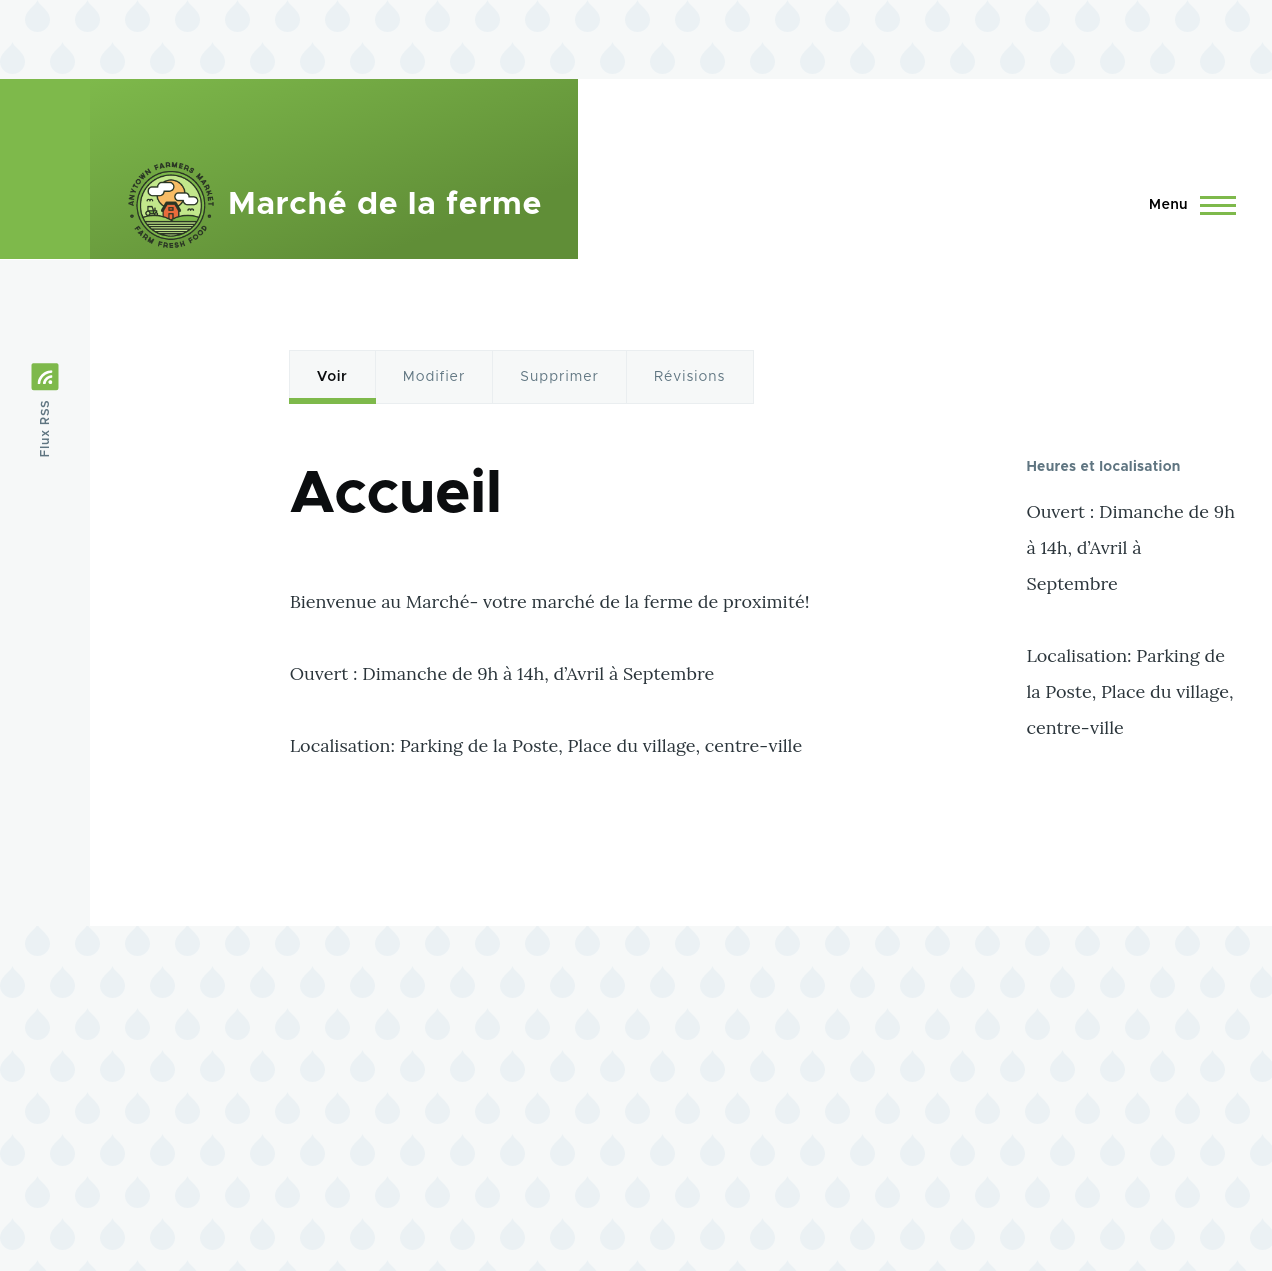 ANYTOWN FARMERS MARKET
FARM FRESH FOOD
Marché de la ferme
Menu
Flux RSS
Voir
Modifier
Supprimer
Révisions
Accueil
Bienvenue au Marché- votre marché de la ferme de proximité!
Ouvert : Dimanche de 9h à 14h, d’Avril à Septembre
Localisation: Parking de la Poste, Place du village, centre-ville
Heures et localisation
Ouvert : Dimanche de 9h
à 14h, d’Avril à
Septembre
Localisation: Parking de
la Poste, Place du village,
centre-ville